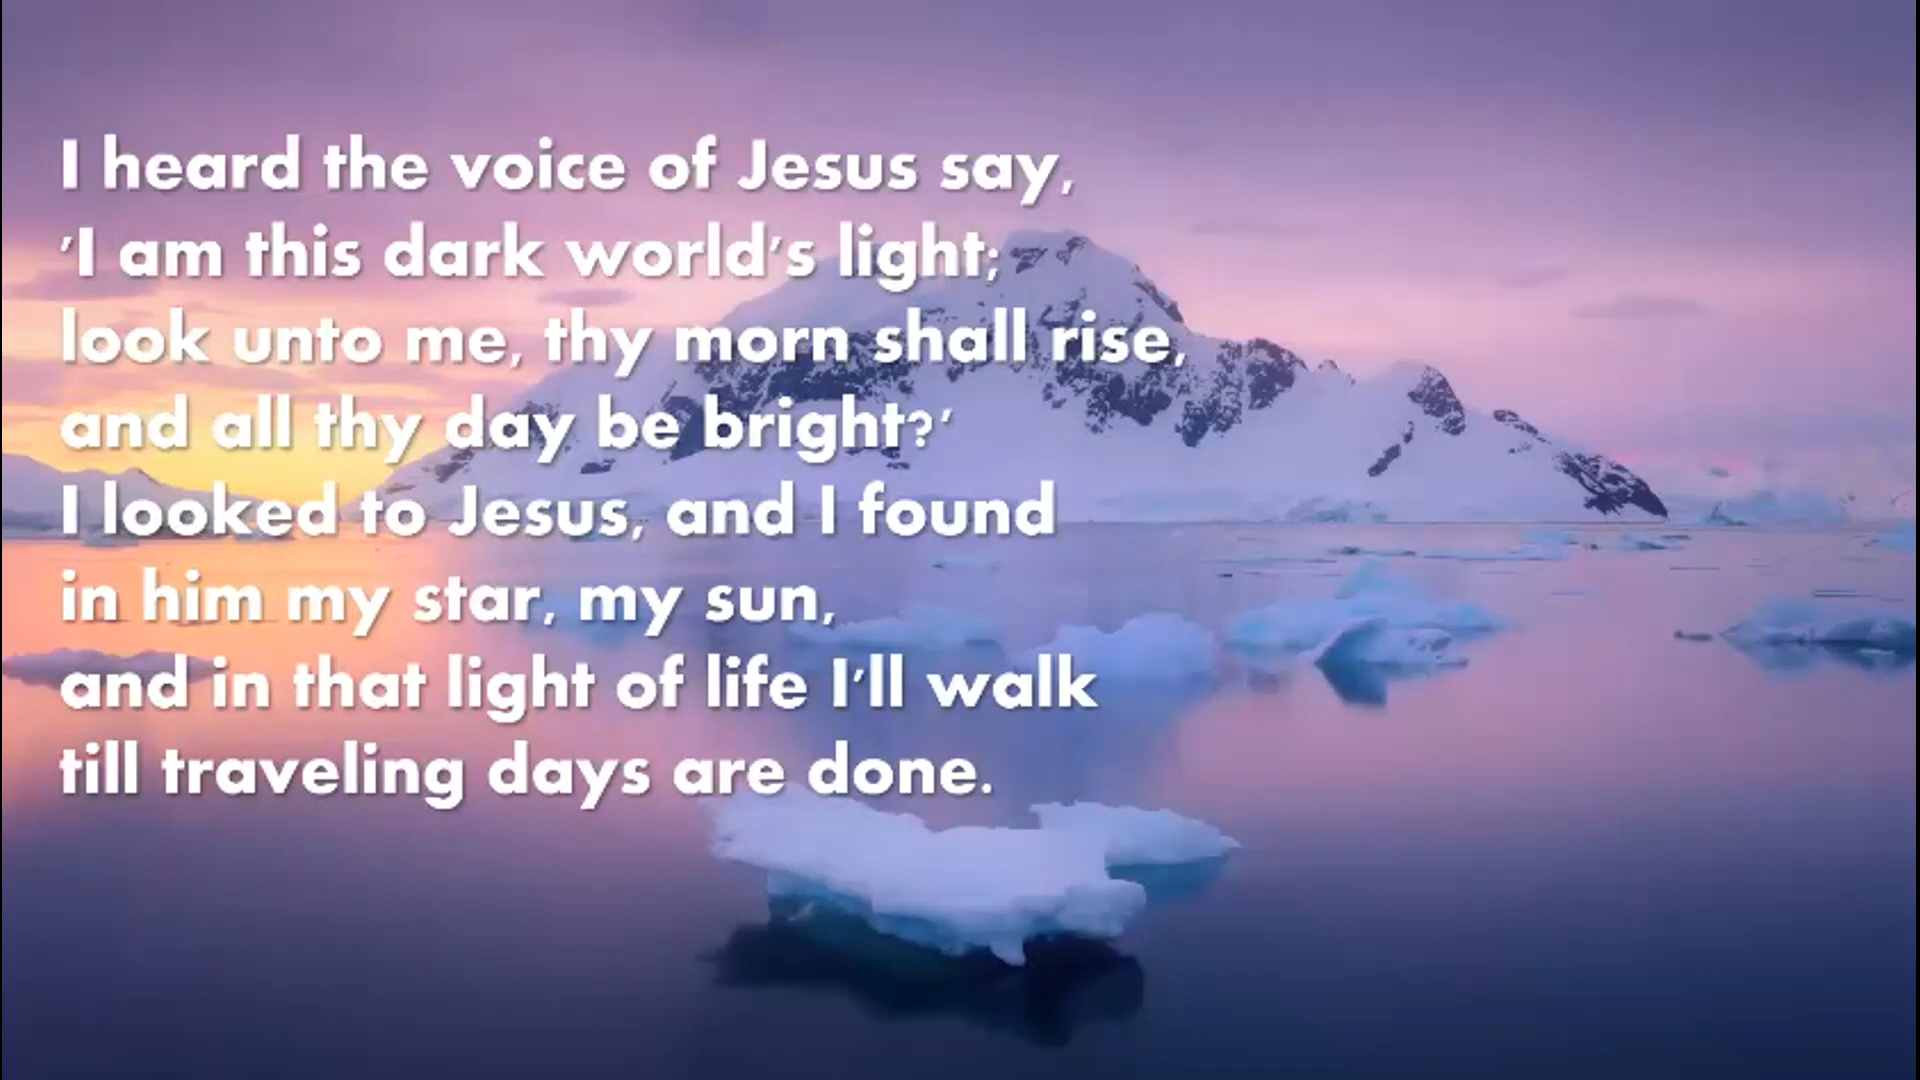 I heard the voice of Jesus say,
'I am this dark world's light;
look unto me, thy morn shall rise,
and all thy day be bright?'
I looked to Jesus, and I found
in him my star, my sun,
and in that light of life I'll walk
till traveling days are done.